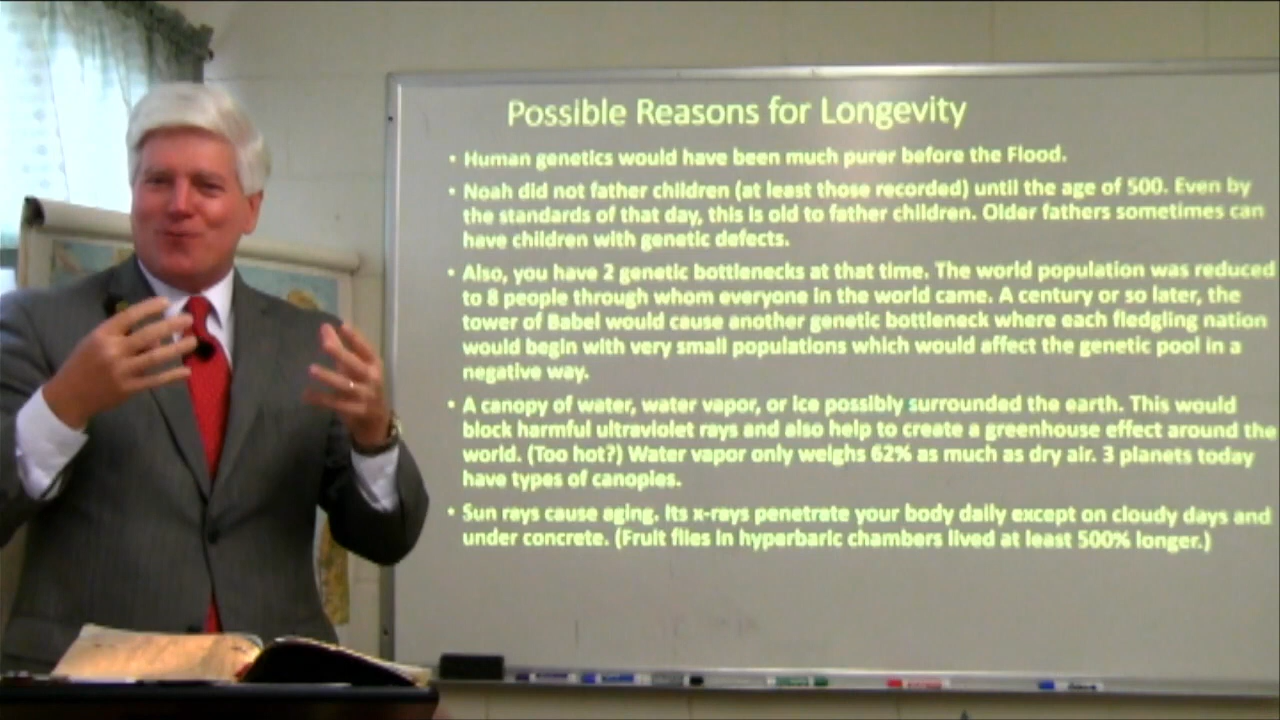 Possible Reasons for Longevity
• Human genetics would have been much purer before the Flood.
• Noah did not father children (at least those recorded) until the age of 500. Even by
the standards of that day, this is old to father children. Older fathers sometimes can
have children with genetic defects.
• Also, you have 2 genetic bottlenecks at that time. The world population was reduced
to 8 people through whom everyone in the world came. A century or so later, the
tower of Babel would cause another genetic bottleneck where each fledgling nation
would begin with very small populations which would affect the genetic pool in a
negative way.
• A canopy of water, water vapor, or ice possibly surrounded the earth. This would
block harmful ultraviolet rays and also help to create a greenhouse effect around the
world. (Too hot?) Water vapor only weighs 62% as much as dry air. 3 planets today
have types of canopies.
• Sun rays cause aging. Its x-rays penetrate your body daily except on cloudy days and
under concrete. (Fruit flies in hyperbaric chambers lived at least 500% longer.)